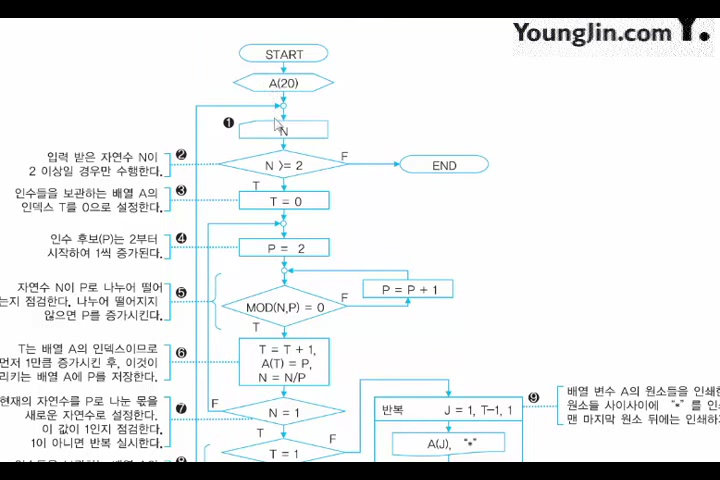 YoungJin.com Y.
START
A(20)
❶
N
입력 받은 자연수 N이
2 이상일 경우만 수행한다.
❷
N >= 2
F
END
T
인수들을 보관하는 배열 A의
인덱스 T를 0으로 설정한다.
❸
T = 0
인수 후보(P)는 2부터
시작하여 1씩 증가된다.
❹
P = 2
자연수 N이 P로 나누어 떨어
는지 점검한다. 나누어 떨어지지
않으면 P를 증가시킨다.
❺
MOD(N,P) = 0
F
P = P + 1
T
T는 배열 A의 인덱스이므로
먼저 1만큼 증가시킨 후, 이것이
리키는 배열 A에 P를 저장한다.
❻
T = T + 1,
A(T) = P,
N = N/P
현재의 자연수를 P로 나눈 몫을
새로운 자연수로 설정한다.
이 값이 1인지 점검한다.
1이 아니면 반복 실시한다.
❼
F
N = 1
T
T = 1
F
❽
반복 J = 1, T-1, 1
A(J), "*"
❾
배열 변수 A의 원소들을 인쇄한
원소들 사이사이에 "*" 를 인
맨 마지막 원소 뒤에는 인쇄하